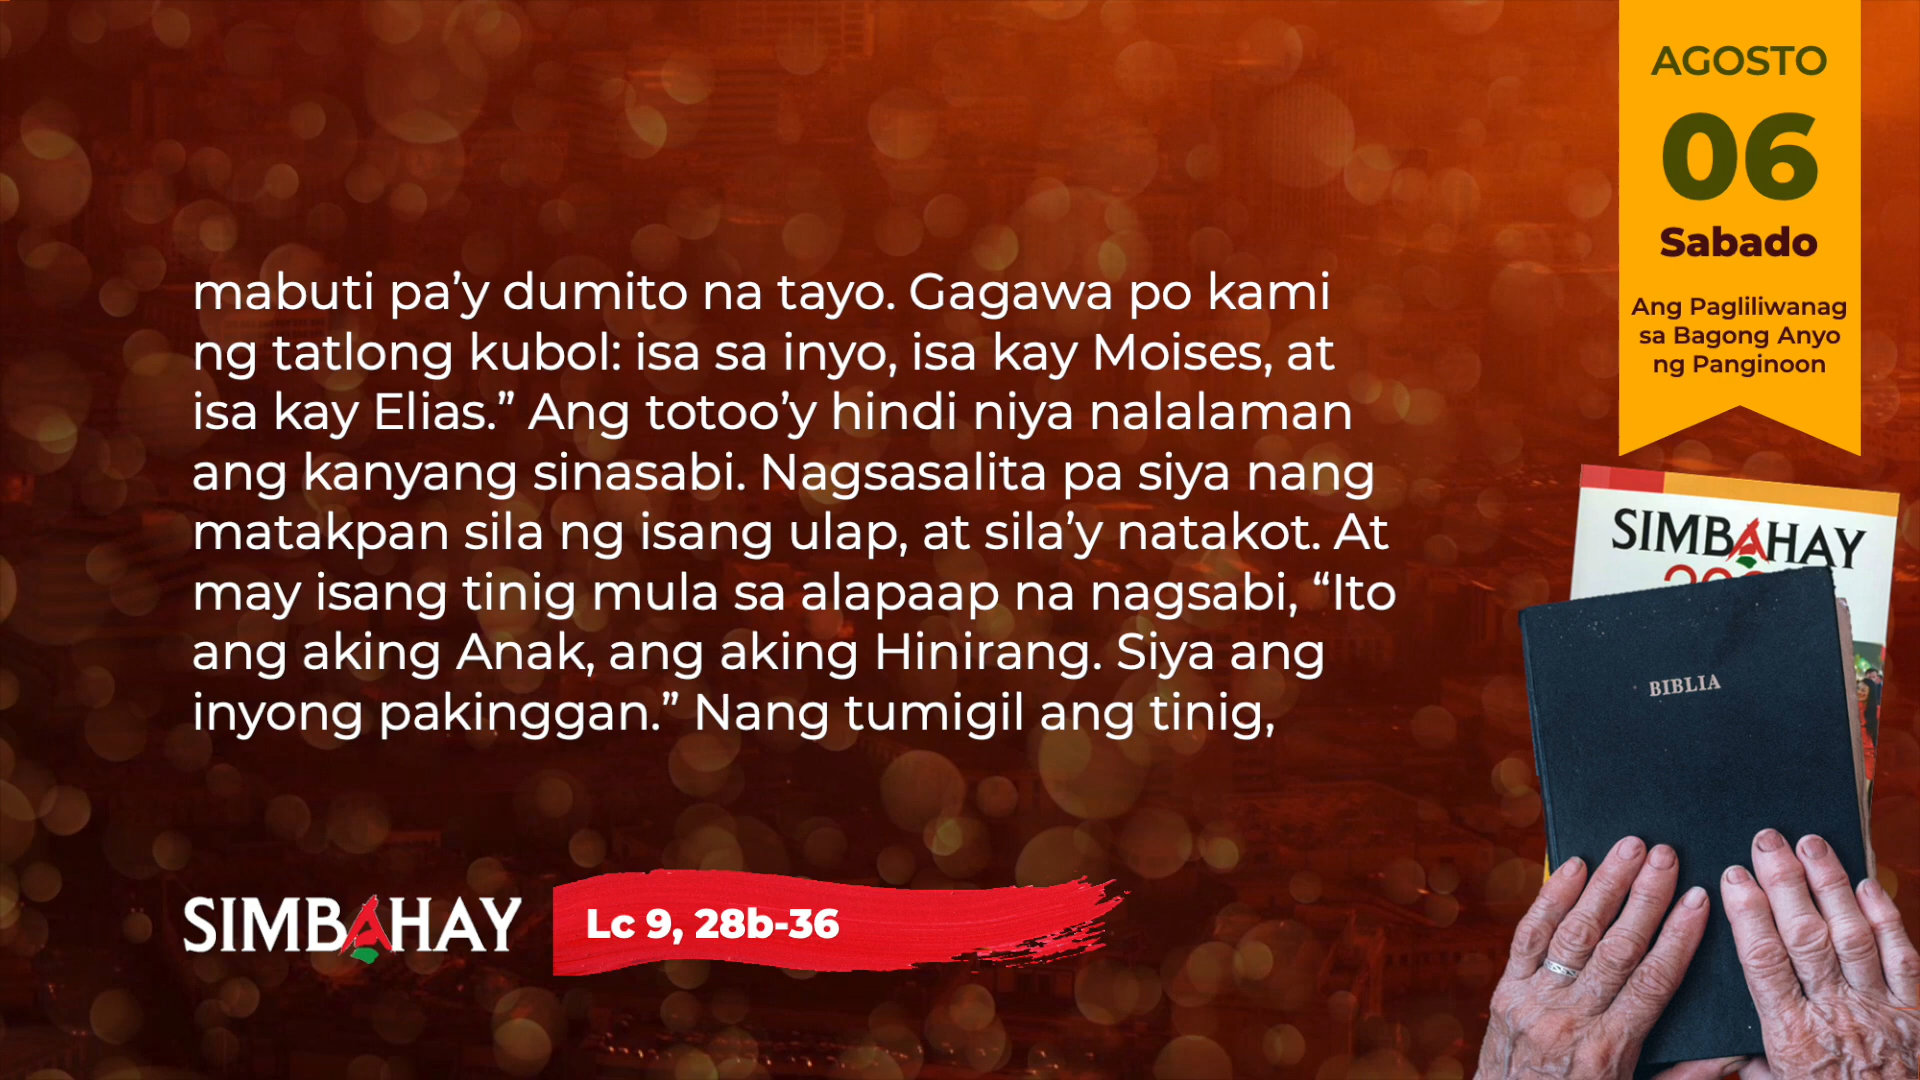 AGOSTO
06
Sabado
Ang Pagliliwanag
sa Bagong Anyo
ng Panginoon
mabuti pa’y dumito na tayo. Gagawa po kami
ng tatlong kubol: isa sa inyo, isa kay Moises, at
isa kay Elias.” Ang totoo’y hindi niya nalalaman
ang kanyang sinasabi. Nagsasalita pa siya nang
matakpan sila ng isang ulap, at sila’y natakot. At
may isang tinig mula sa alapaap na nagsabi, “Ito
ang aking Anak, ang aking Hinirang. Siya ang
inyong pakinggan.” Nang tumigil ang tinig,
SIMBAHAY
BIBLIA
SIMBAHAY
Lc 9, 28b-36